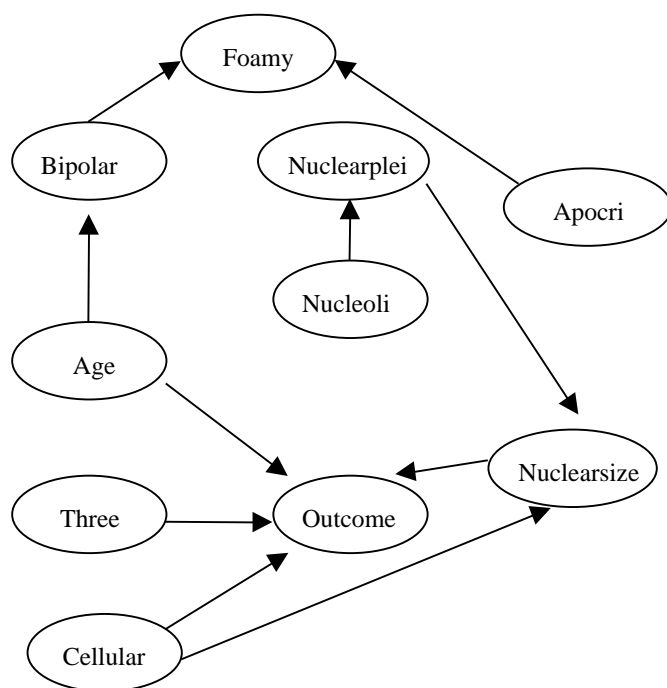 Foamy
Bipolar
Nuclearplei
Apocri
Nucleoli
Age
Nuclearsize
Three
Outcome
Cellular